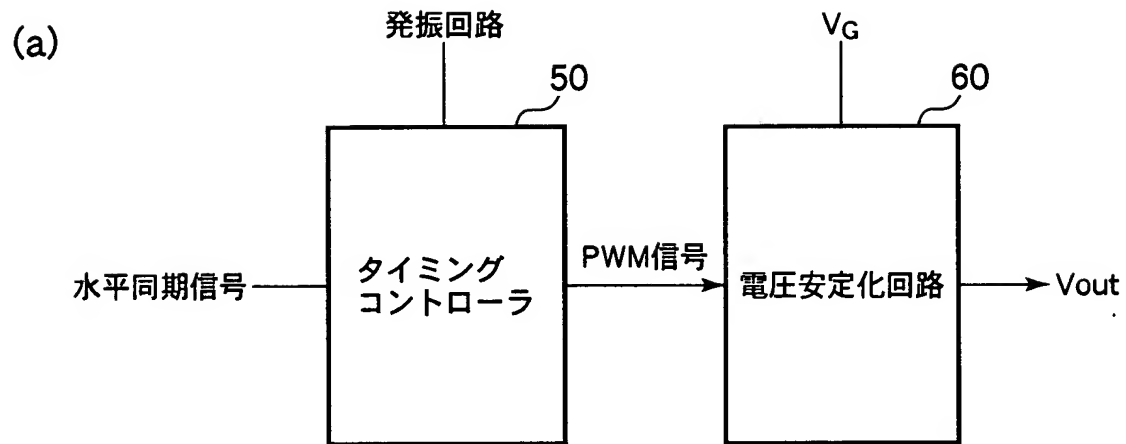 (a)
発振回路
VG
50
60
水平同期信号
タイミング
コントローラ
PWM信号
電圧安定化回路
Vout